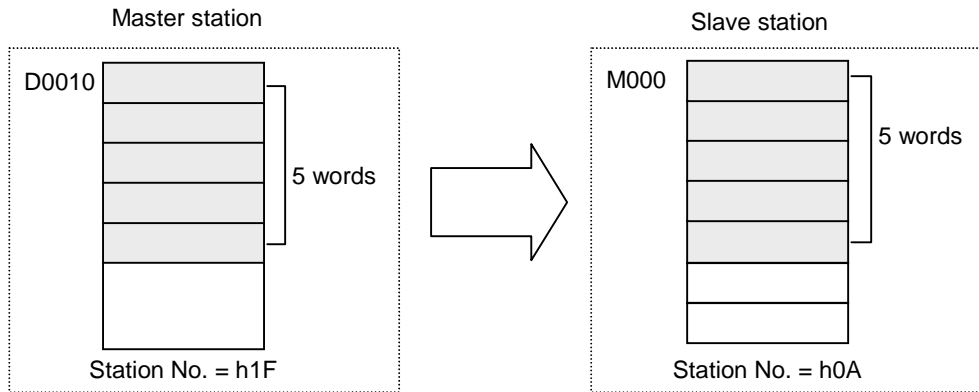 Master station
Slave station
D0010
5 words
Station No. = h1F
M000
5 words
Station No. = h0A